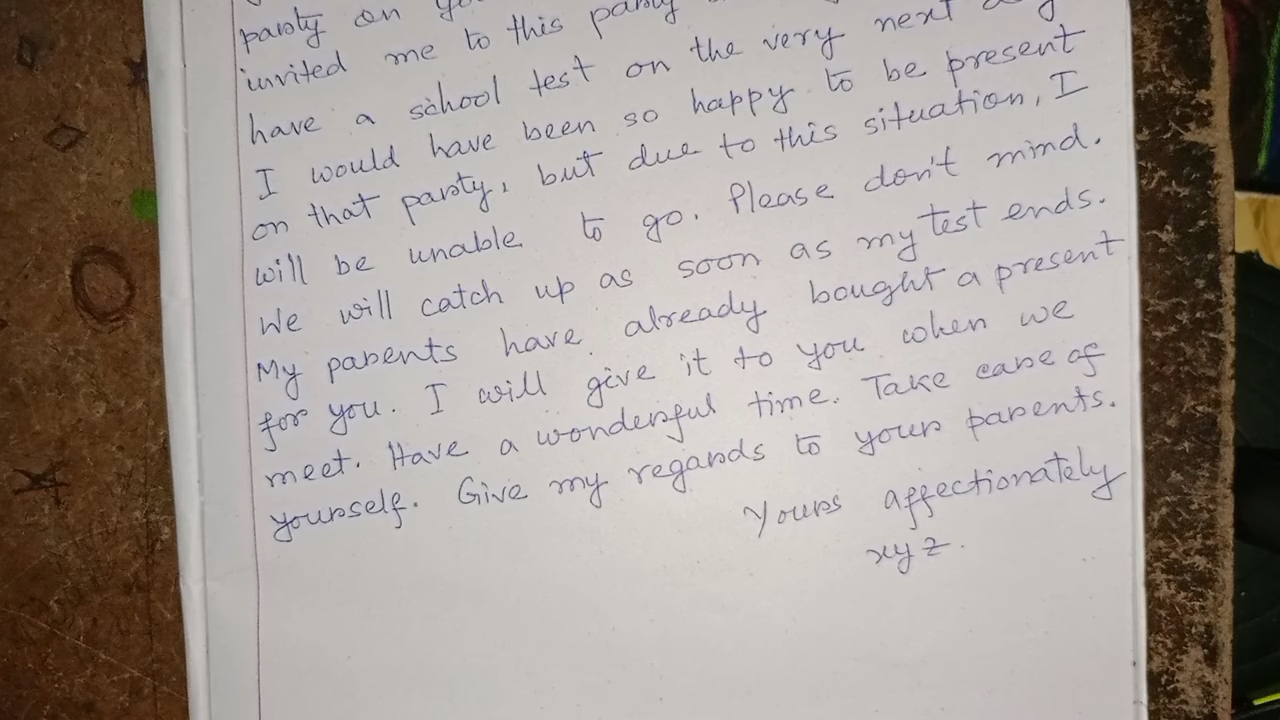 party on
invited me to this party
have a school test on the very next
I would have been so happy to be present
on that party, but due to this situation, I
will be unable to go. Please don't mind.
We will catch up as soon as my test ends.
My parents have already bought a present
for you. I will give it to you when we
meet. Have a wonderful time. Take care of
yourself. Give my regards to your parents.
Yours affectionately
xyz.